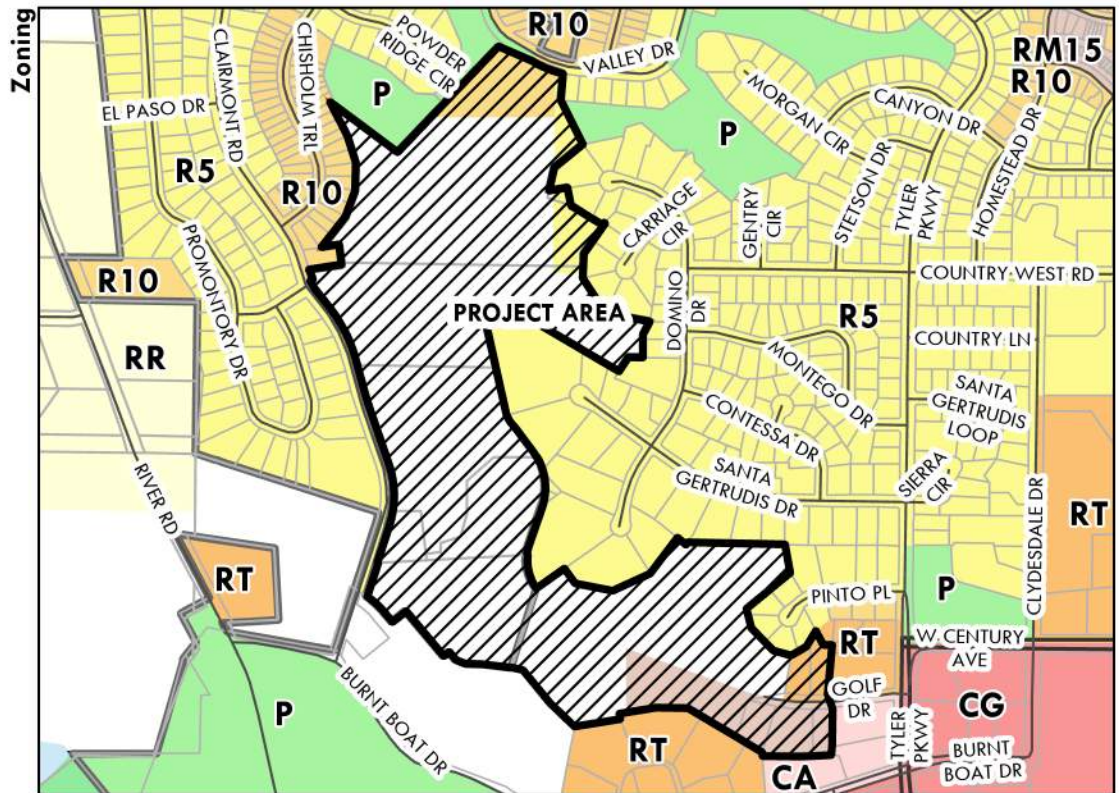 Zoning
R10
RM15
R10
POWDER
RIDGE CIR
VALLEY DR
CLAIRMONT RD
CHISHOLM TRL
P
EL PASO DR
MORGAN CIR
CANYON DR
P
R5
R10
STETSON DR
TYLER
PKWY
HOMESTEAD DR
CARRIAGE
CIR
GENTRY
CIR
PROMONTORY DR
R10
COUNTRY WEST RD
PROJECT AREA
DOMINO
DR
R5
COUNTRY LN
RR
MONTEGO DR
SANTA
GERTRUDIS
LOOP
CONTESSA DR
SANTA
GERTRUDIS DR
SIERRA
CIR
RIVER RD
CLYDESDALE DR
RT
RT
PINTO PL
P
RT
W CENTURY
AVE
GOLF
DR
P
BURNT BOAT DR
TYLER
PKWY
CG
RT
CA
BURNT
BOAT DR